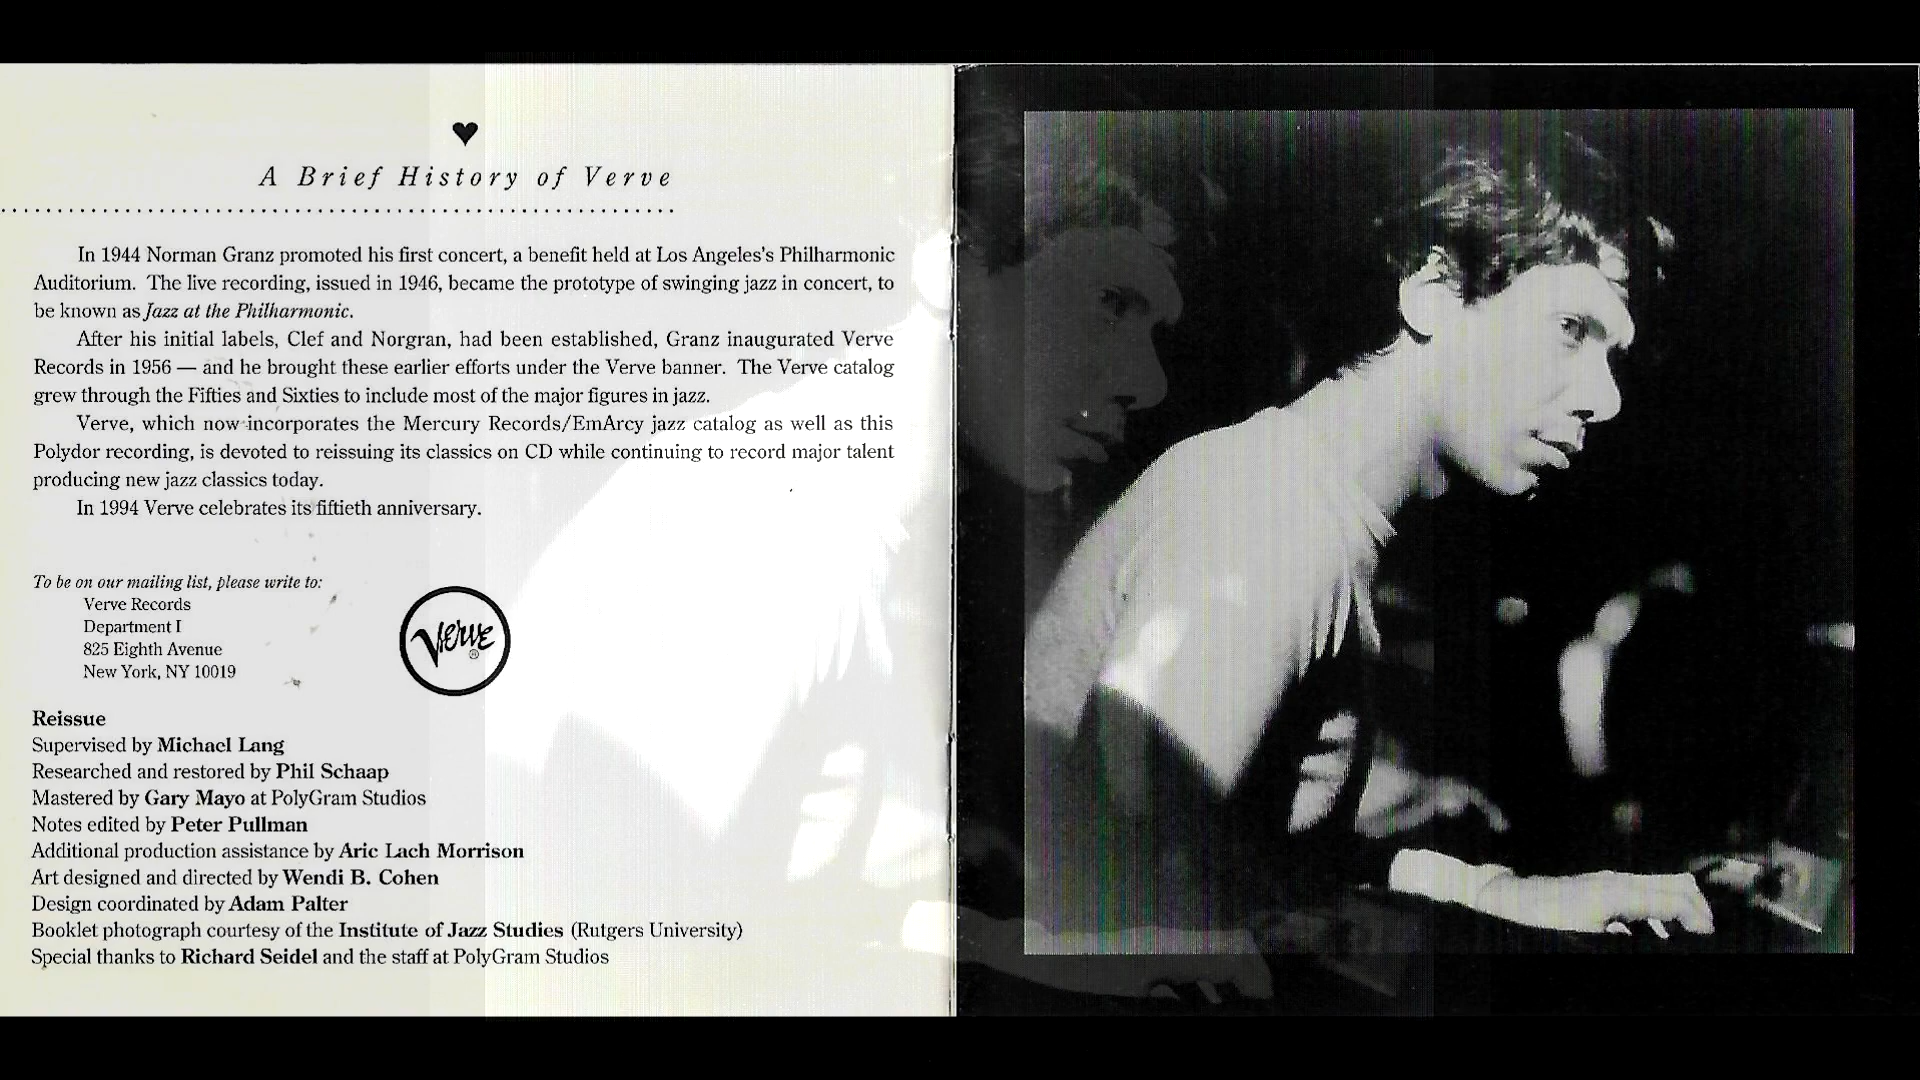 A Brief History of Verve
In 1944 Norman Granz promoted his first concert, a benefit held at Los Angeles's Philharmonic
Auditorium. The live recording, issued in 1946, became the prototype of swinging jazz in concert, to
be known as Jazz at the Philharmonic.
After his initial labels, Clef and Norgran, had been established, Granz inaugurated Verve
Records in 1956 — and he brought these earlier efforts under the Verve banner. The Verve catalog
grew through the Fifties and Sixties to include most of the major figures in jazz.
Verve, which now incorporates the Mercury Records/EmArcy jazz catalog as well as this
Polydor recording, is devoted to reissuing its classics on CD while continuing to record major talent
producing new jazz classics today.
In 1994 Verve celebrates its fiftieth anniversary.
To be on our mailing list, please write to:
Verve Records
Department I
825 Eighth Avenue
New York, NY 10019
Verve ®
Reissue
Supervised by Michael Lang
Researched and restored by Phil Schaap
Mastered by Gary Mayo at PolyGram Studios
Notes edited by Peter Pullman
Additional production assistance by Aric Lach Morrison
Art designed and directed by Wendi B. Cohen
Design coordinated by Adam Palter
Booklet photograph courtesy of the Institute of Jazz Studies (Rutgers University)
Special thanks to Richard Seidel and the staff at PolyGram Studios